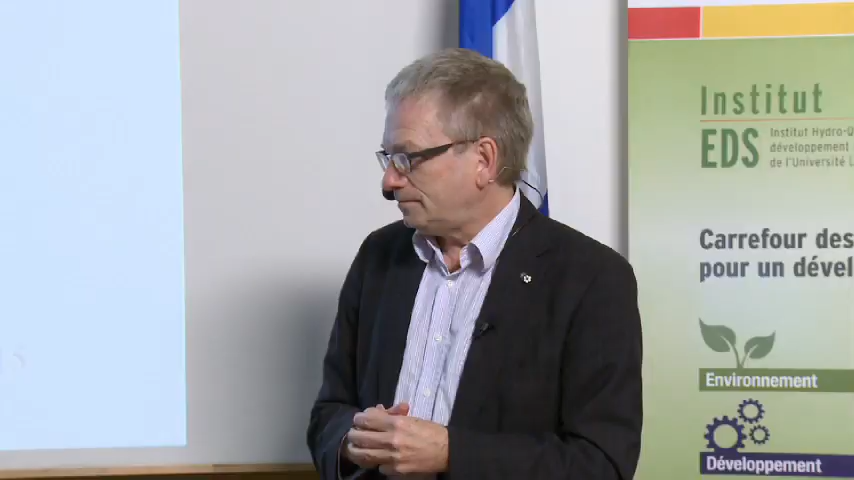 Institut
EDS
Institut Hydro-Q
développement
de l'Université L
Carrefour des
pour un dével
Environnement
Développement